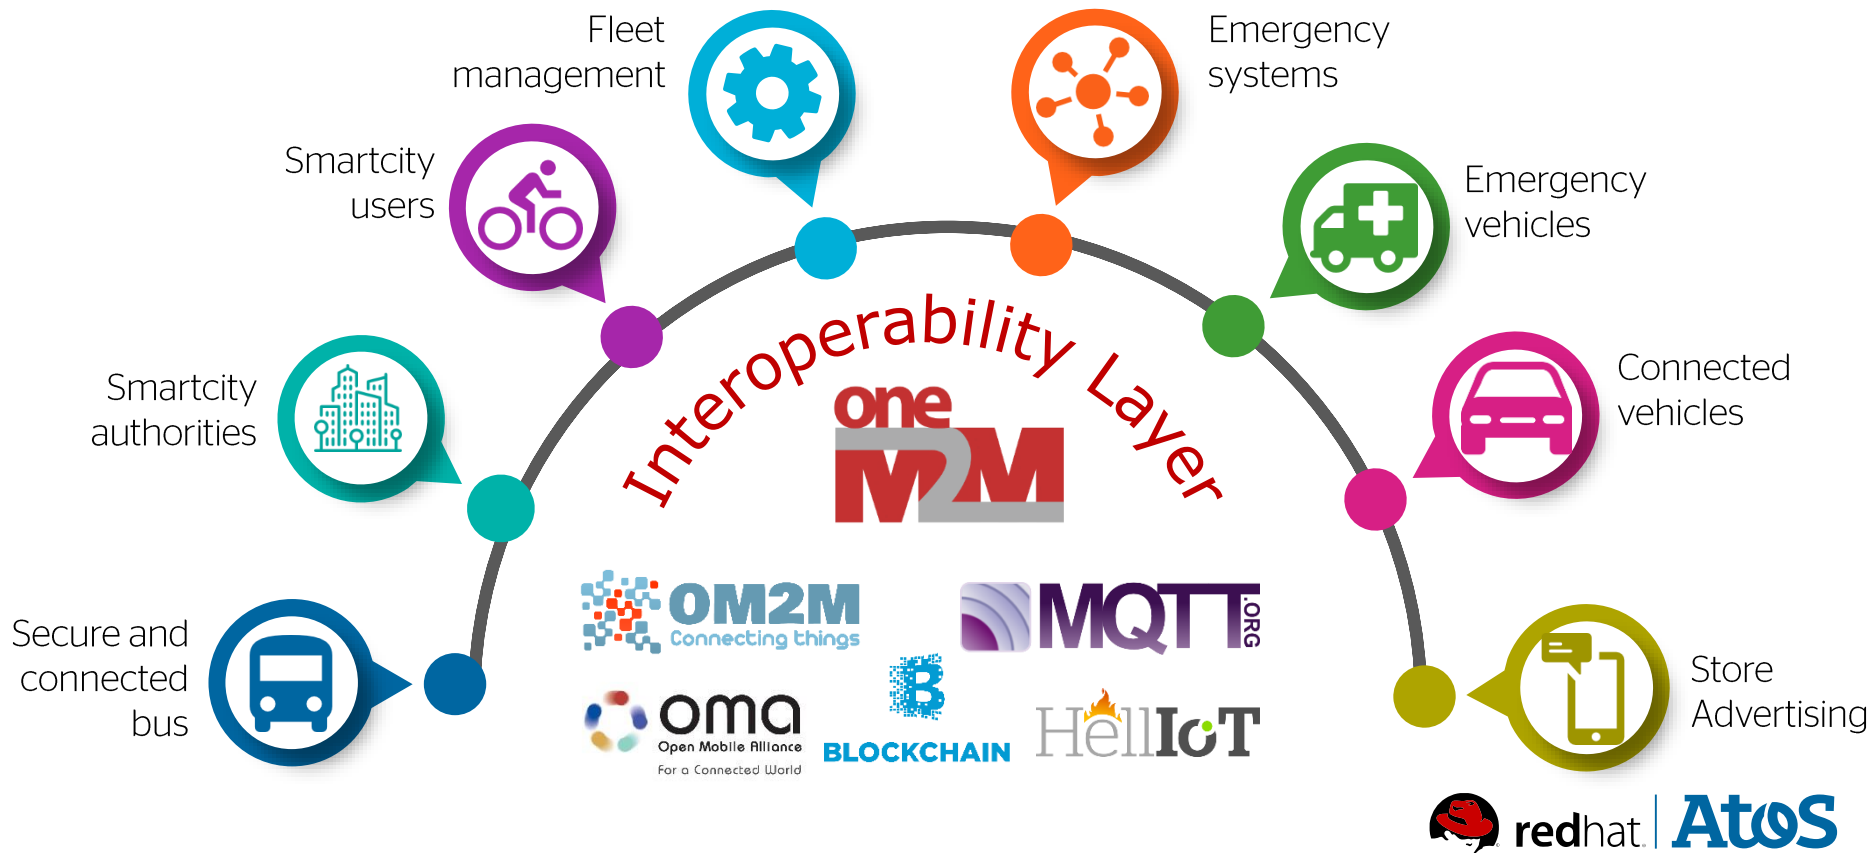 Fleet
management
Emergency
systems
Smartcity
users
Emergency
vehicles
Smartcity
authorities
Connected
vehicles
Secure and
connected
bus
Store
Advertising
Interoperability Layer
one
M2M
OM2M
Connecting things
MQTT.ORG
oma
Open Mobile Alliance
For a Connected World
B
BLOCKCHAIN
HellIoT
redhat.
Atos